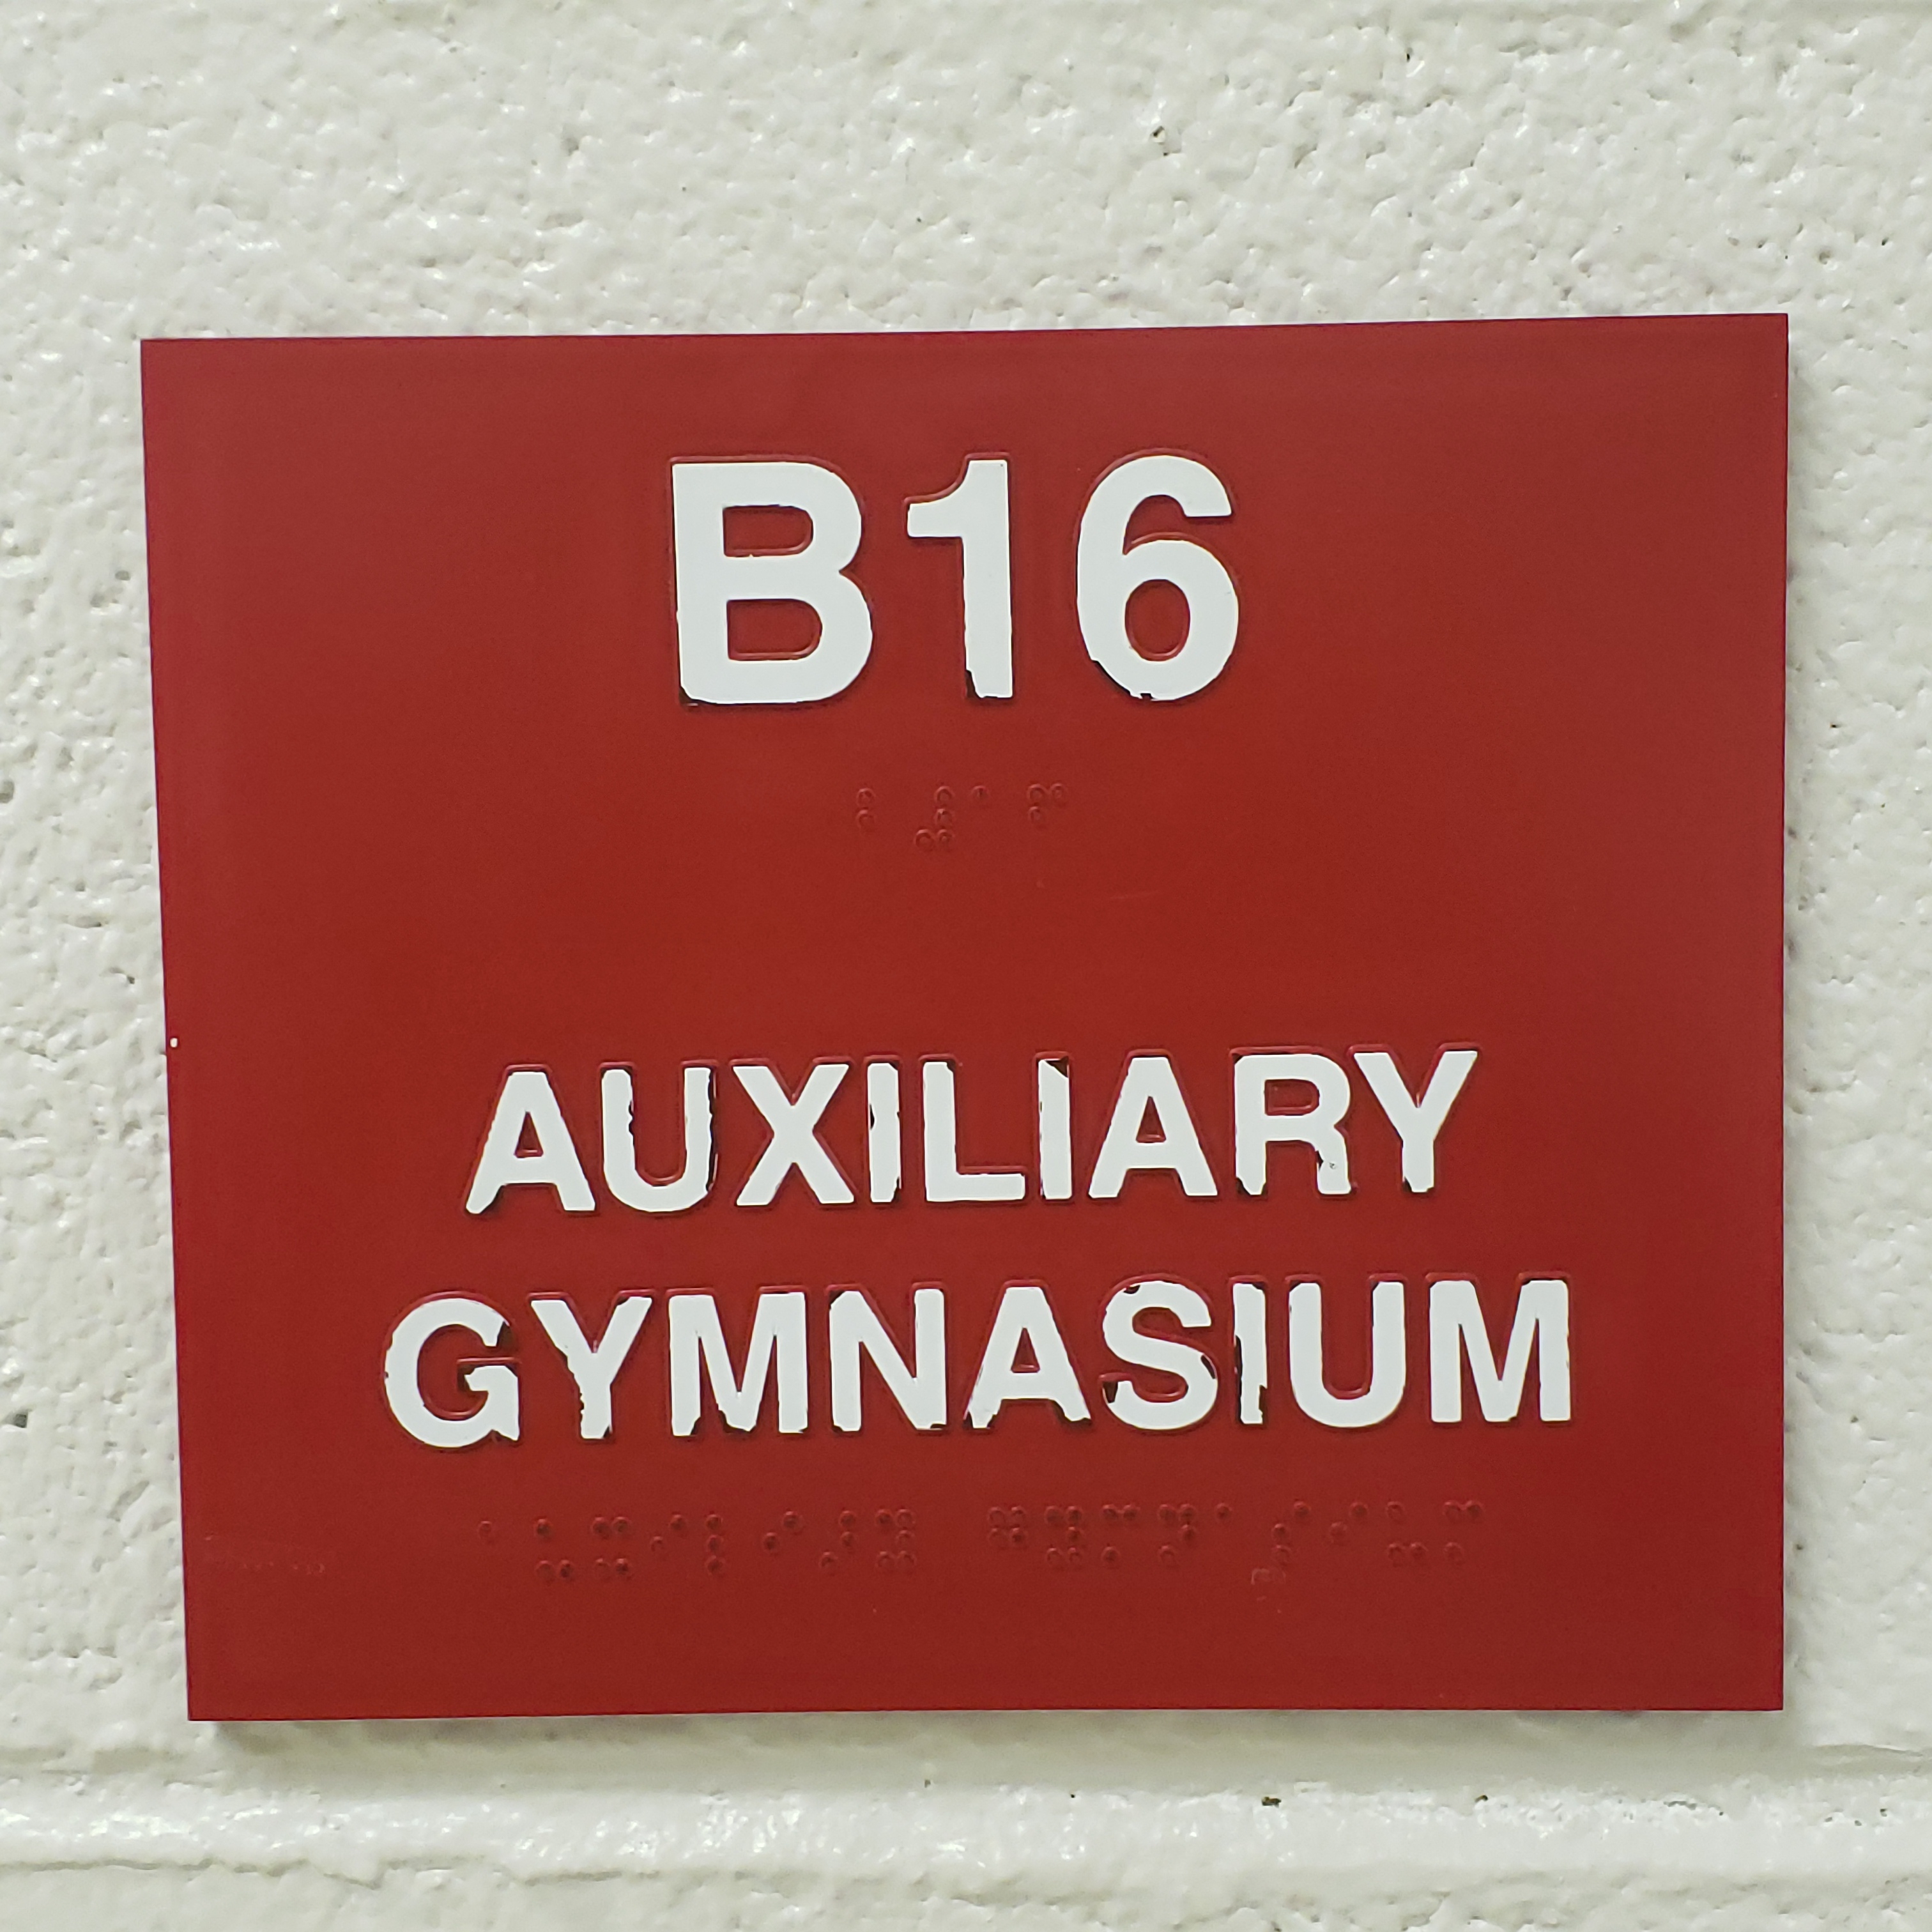 B16
⠃⠼⠁⠋
AUXILIARY
GYMNASIUM